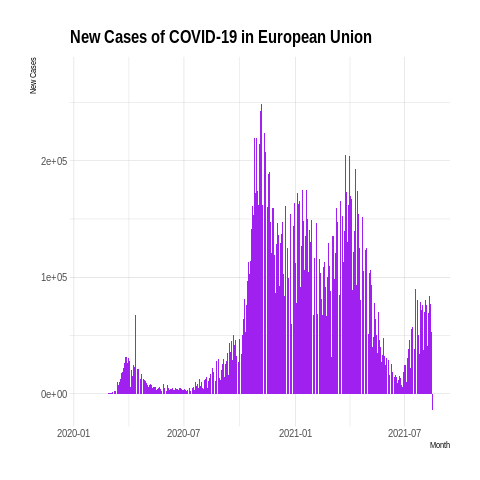 New Cases of COVID-19 in European Union
New Cases
2e+05
1e+05
0e+00
2020-01 2020-07 2021-01 2021-07
Month